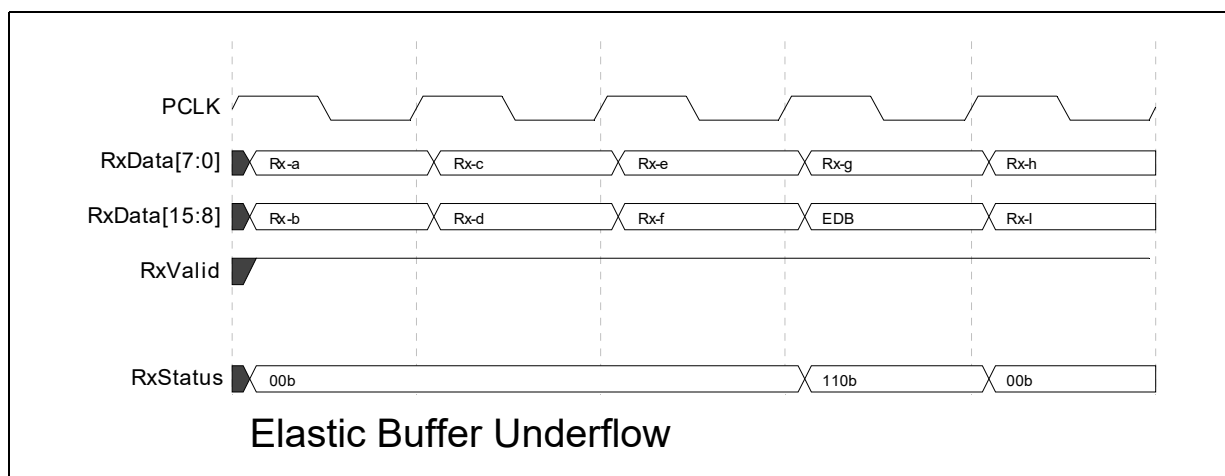 PCLK
RxData[7:0] Rx-a Rx-c Rx-e Rx-g Rx-h
RxData[15:8] Rx-b Rx-d Rx-f EDB Rx-I
RxValid
RxStatus 00b 110b 00b
Elastic Buffer Underflow